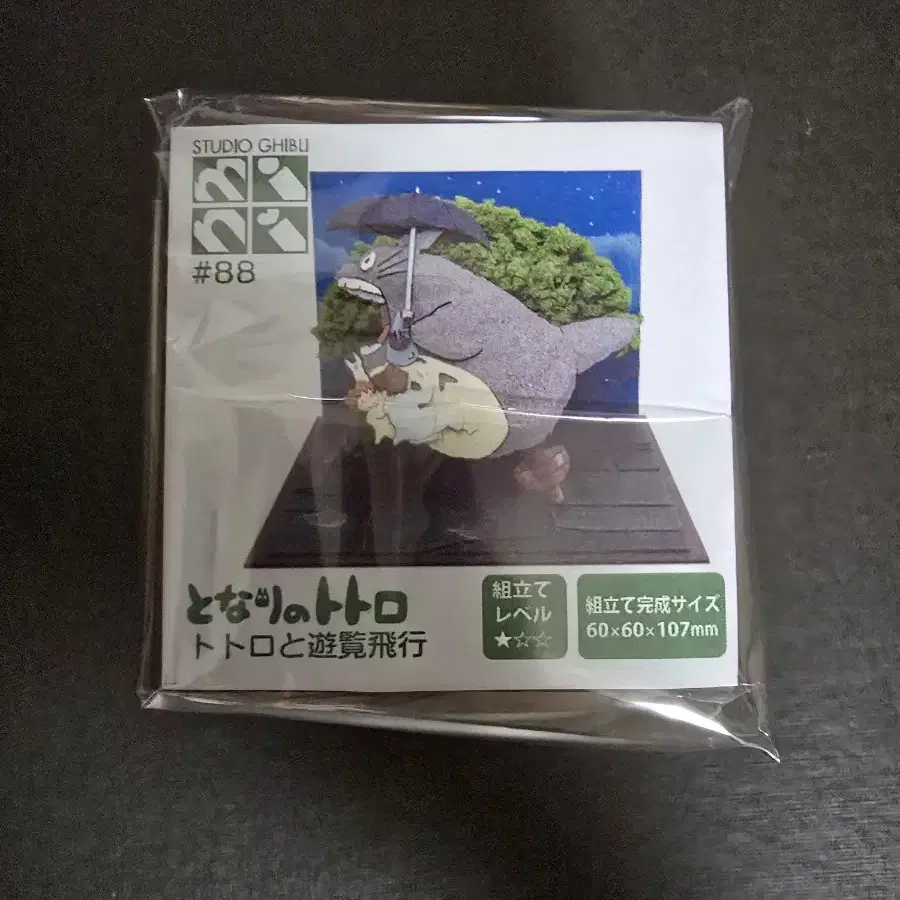 STUDIO GHIBLI
mini
#88
となりのトトロ
トトロと遊覧飛行
組立て
レベル
★☆☆
組立て完成サイズ
60×60×107mm